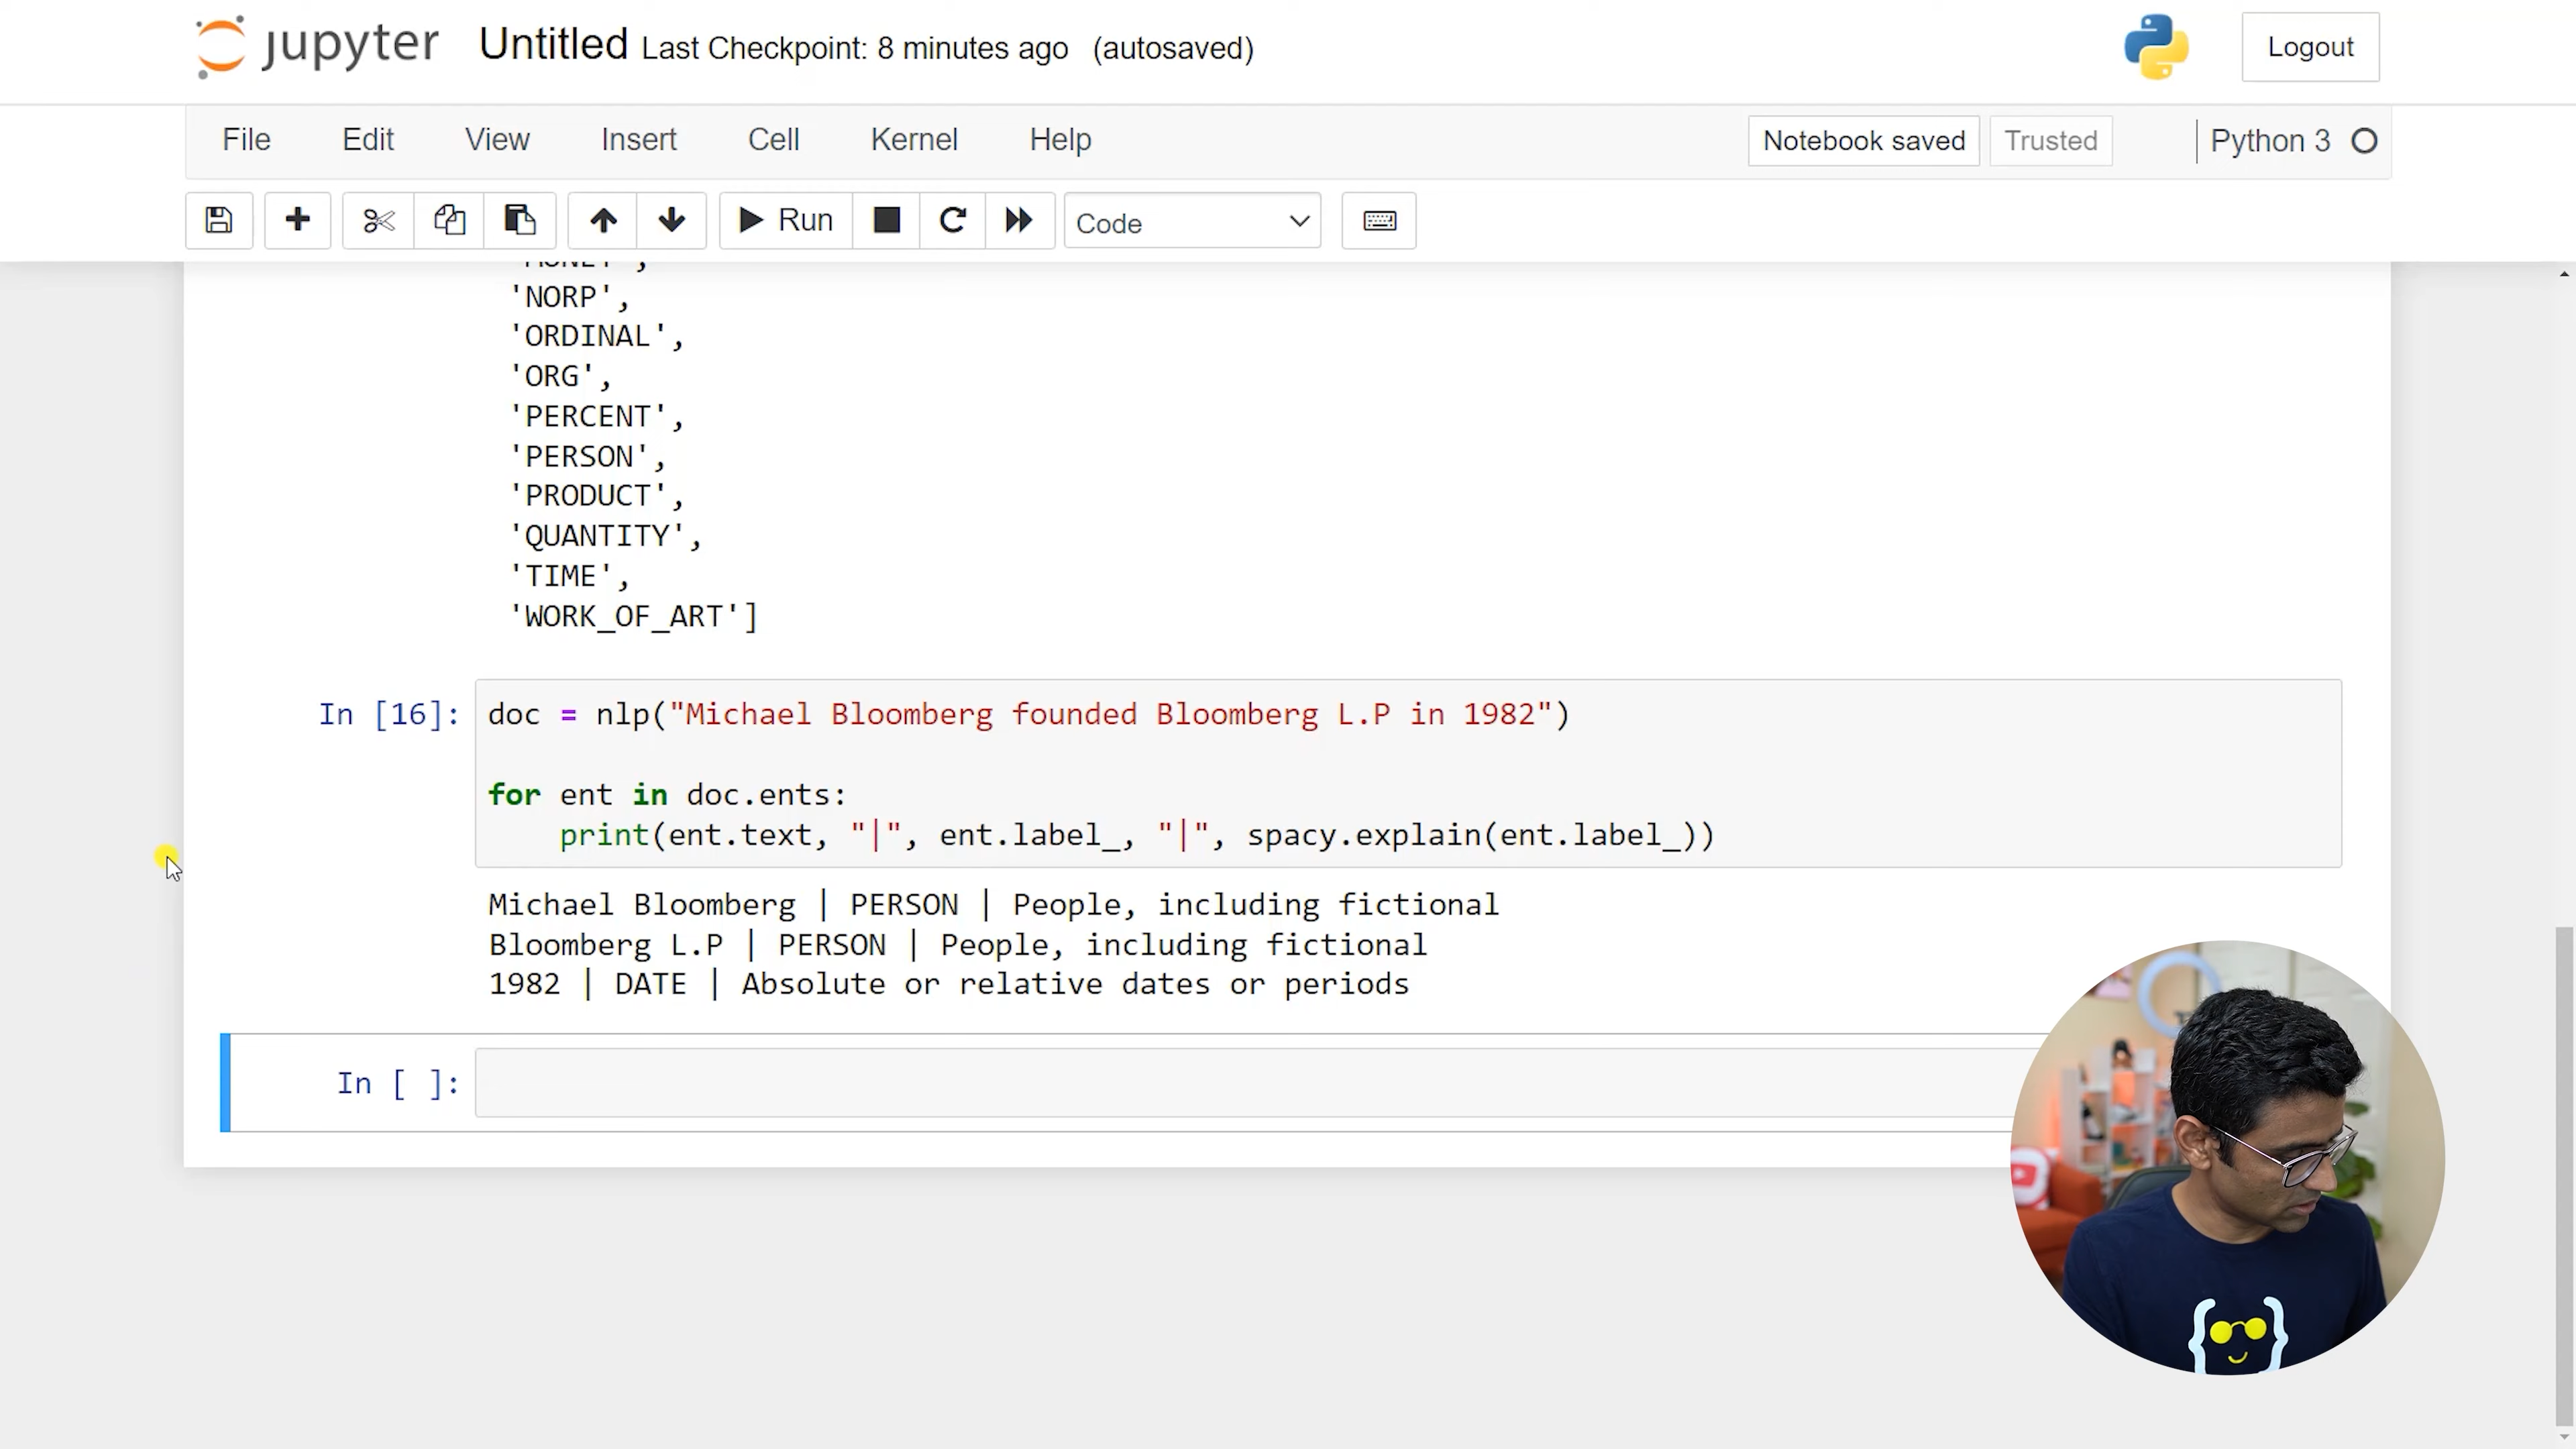 jupyter Untitled Last Checkpoint: 8 minutes ago (autosaved)
Logout
File Edit View Insert Cell Kernel Help
Notebook saved Trusted Python 3
Run Code
'MONEY',
'NORP',
'ORDINAL',
'ORG',
'PERCENT',
'PERSON',
'PRODUCT',
'QUANTITY',
'TIME',
'WORK_OF_ART']
In [16]: doc = nlp("Michael Bloomberg founded Bloomberg L.P in 1982")
for ent in doc.ents:
print(ent.text, "|", ent.label_, "|", spacy.explain(ent.label_))
Michael Bloomberg | PERSON | People, including fictional
Bloomberg L.P | PERSON | People, including fictional
1982 | DATE | Absolute or relative dates or periods
In [ ]: